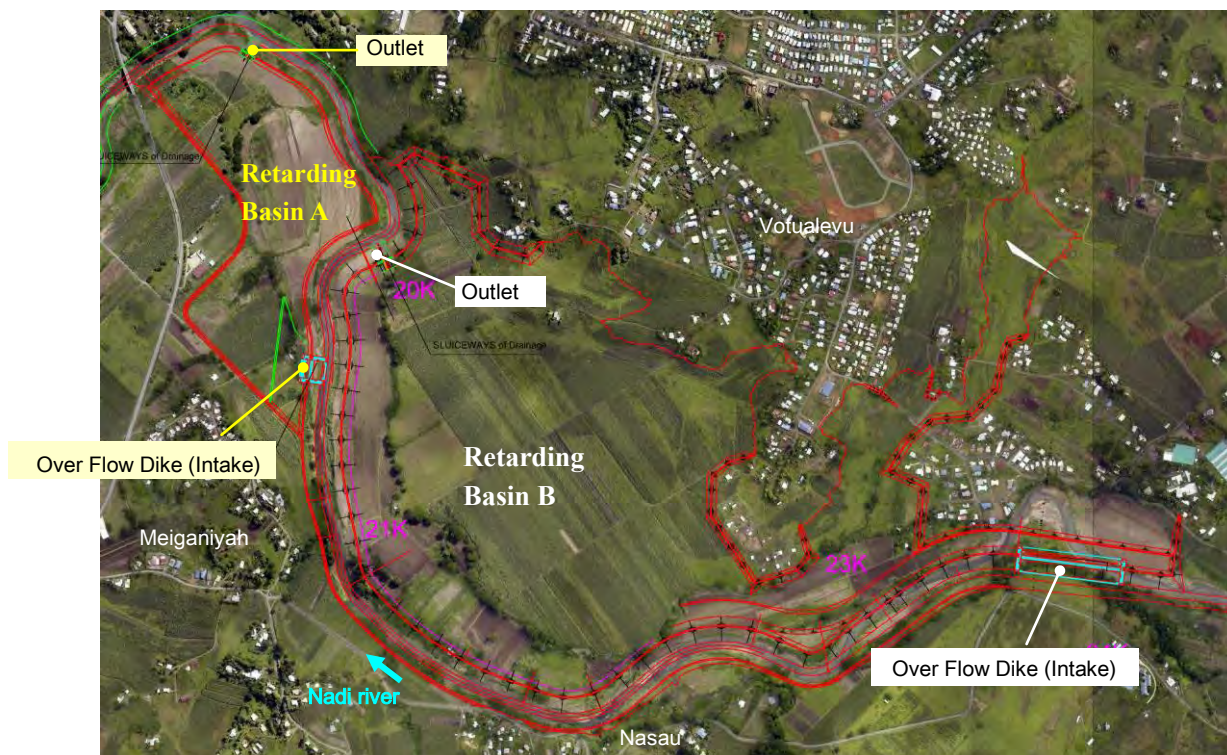 Outlet
UICEWAYS of Drainage
Retarding
Basin A
Votualevu
20K
Outlet
SLUICEWAYS of Drainage
Over Flow Dike (Intake)
Retarding
Basin B
21K
Meiganiyah
23K
Over Flow Dike (Intake)
Nadi river
Nasau